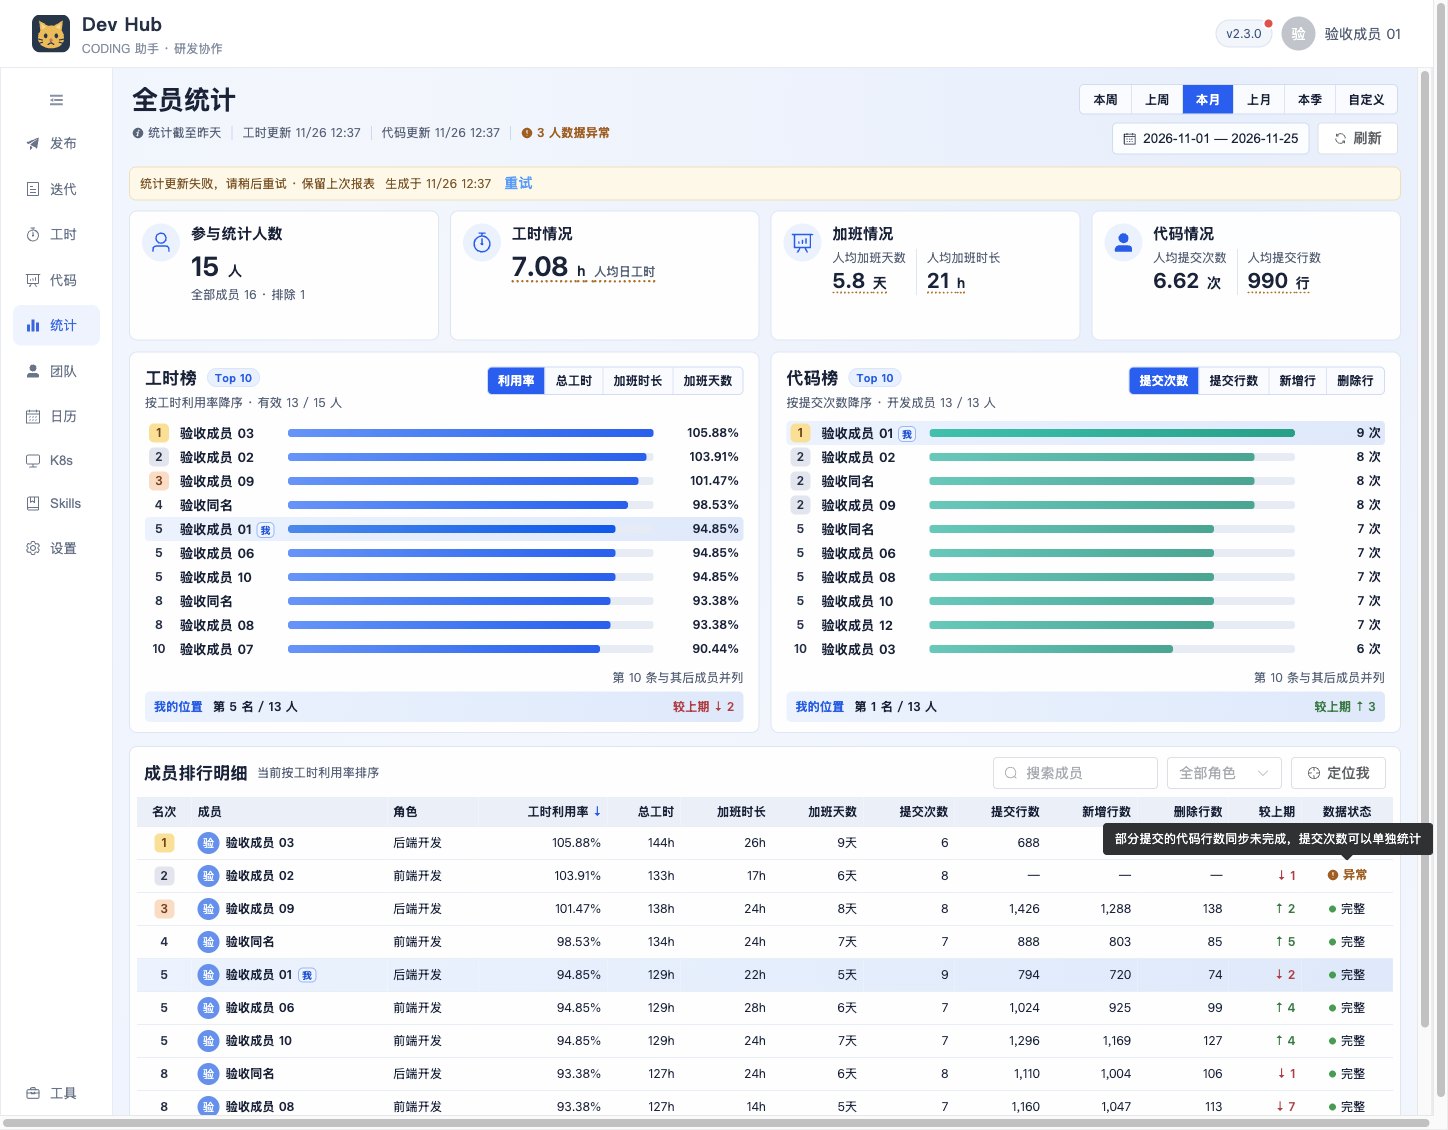 Dev Hub
CODING 助手 · 研发协作
v2.3.0
验
验收成员 01
发布
迭代
工时
代码
统计
团队
日历
K8s
Skills
设置
工具
全员统计
统计截至昨天 工时更新 11/26 12:37 代码更新 11/26 12:37 3 人数据异常
本周 上周 本月 上月 本季 自定义
2026-11-01 — 2026-11-25 刷新
统计更新失败，请稍后重试 · 保留上次报表 生成于 11/26 12:37 重试
参与统计人数
15 人
全部成员 16 · 排除 1
工时情况
7.08 h 人均日工时
加班情况
人均加班天数 人均加班时长
5.8 天 21 h
代码情况
人均提交次数 人均提交行数
6.62 次 990 行
工时榜 Top 10 利用率 总工时 加班时长 加班天数
按工时利用率降序 · 有效 13 / 15 人
1 验收成员 03 105.88%
2 验收成员 02 103.91%
3 验收成员 09 101.47%
4 验收同名 98.53%
5 验收成员 01 我 94.85%
5 验收成员 06 94.85%
5 验收成员 10 94.85%
8 验收同名 93.38%
8 验收成员 08 93.38%
10 验收成员 07 90.44%
第 10 条与其后成员并列
我的位置 第 5 名 / 13 人 较上期 ↓ 2
代码榜 Top 10 提交次数 提交行数 新增行 删除行
按提交次数降序 · 开发成员 13 / 13 人
1 验收成员 01 我 9 次
2 验收成员 02 8 次
2 验收同名 8 次
2 验收成员 09 8 次
5 验收同名 7 次
5 验收成员 06 7 次
5 验收成员 08 7 次
5 验收成员 10 7 次
5 验收成员 12 7 次
10 验收成员 03 6 次
第 10 条与其后成员并列
我的位置 第 1 名 / 13 人 较上期 ↑ 3
成员排行明细 当前按工时利用率排序 搜索成员 全部角色 定位我
名次 成员 角色 工时利用率 ↓ 总工时 加班时长 加班天数 提交次数 提交行数 新增行数 删除行数 较上期 数据状态
部分提交的代码行数同步未完成，提交次数可以单独统计
1 验 验收成员 03 后端开发 105.88% 144h 26h 9天 6 688
2 验 验收成员 02 前端开发 103.91% 133h 17h 6天 8 — — — ↓ 1 异常
3 验 验收成员 09 后端开发 101.47% 138h 24h 8天 8 1,426 1,288 138 ↑ 2 完整
4 验 验收同名 前端开发 98.53% 134h 24h 7天 7 888 803 85 ↑ 5 完整
5 验 验收成员 01 我 后端开发 94.85% 129h 22h 5天 9 794 720 74 ↓ 2 完整
5 验 验收成员 06 前端开发 94.85% 129h 28h 6天 7 1,024 925 99 ↑ 4 完整
5 验 验收成员 10 前端开发 94.85% 129h 24h 7天 7 1,296 1,169 127 ↑ 4 完整
8 验 验收同名 后端开发 93.38% 127h 24h 6天 8 1,110 1,004 106 ↓ 1 完整
8 验 验收成员 08 前端开发 93.38% 127h 14h 5天 7 1,160 1,047 113 ↓ 7 完整